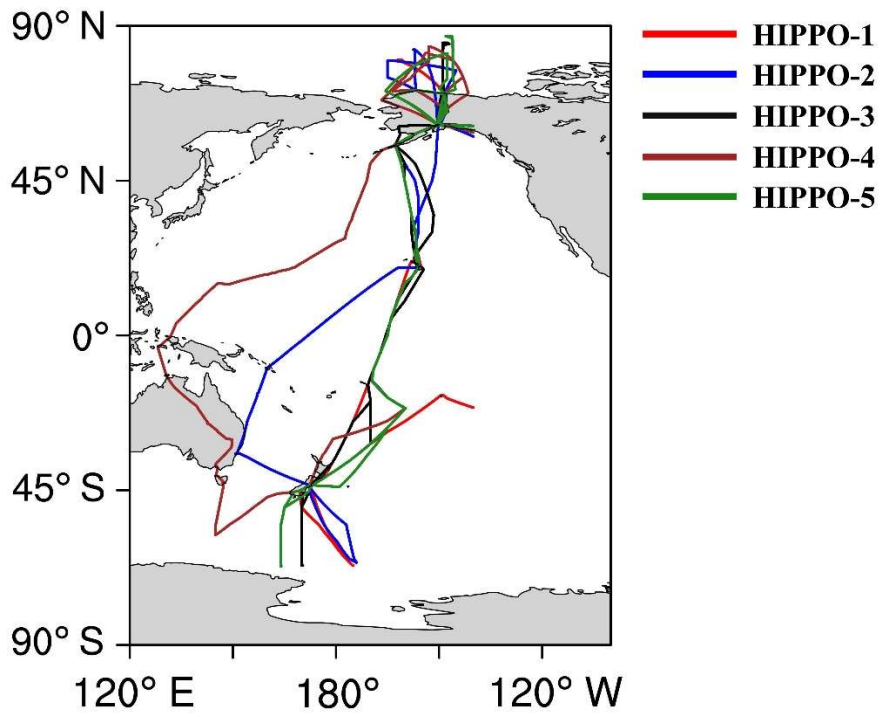 90° N
45° N
0°
45° S
90° S
120° E
180°
120° W
HIPPO-1
HIPPO-2
HIPPO-3
HIPPO-4
HIPPO-5